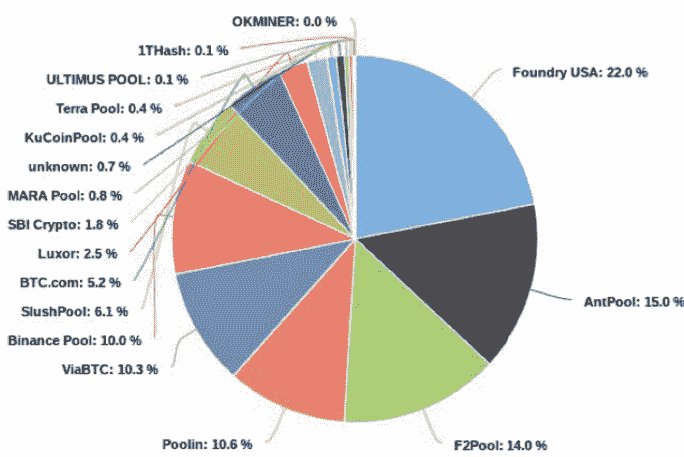 OKMINER: 0.0 %
1THash: 0.1 %
ULTIMUS POOL: 0.1 %
Terra Pool: 0.4 %
KuCoinPool: 0.4 %
unknown: 0.7 %
MARA Pool: 0.8 %
SBI Crypto: 1.8 %
Luxor: 2.5 %
BTC.com: 5.2 %
SlushPool: 6.1 %
Binance Pool: 10.0 %
ViaBTC: 10.3 %
Poolin: 10.6 %
F2Pool: 14.0 %
AntPool: 15.0 %
Foundry USA: 22.0 %